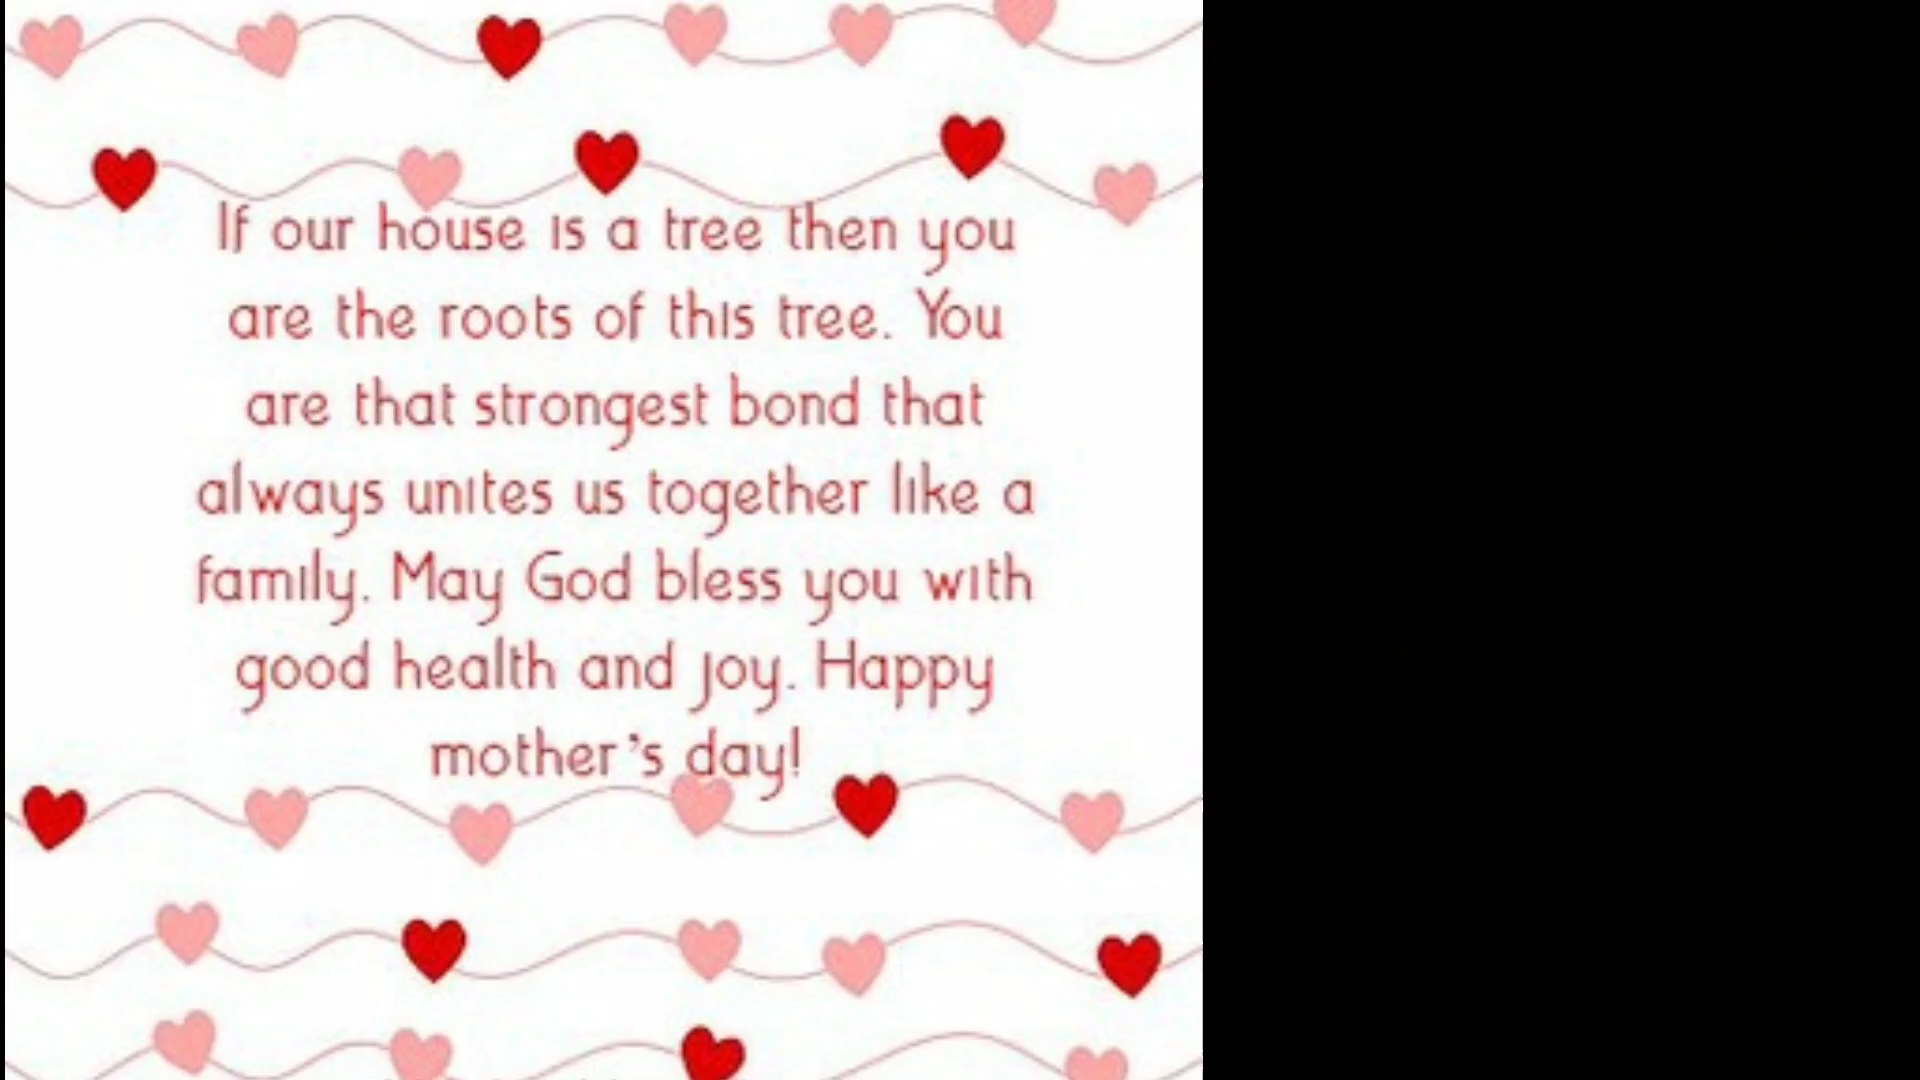 If our house is a tree then you
are the roots of this tree. You
are that strongest bond that
always unites us together like a
family. May God bless you with
good health and joy. Happy
mother's day!